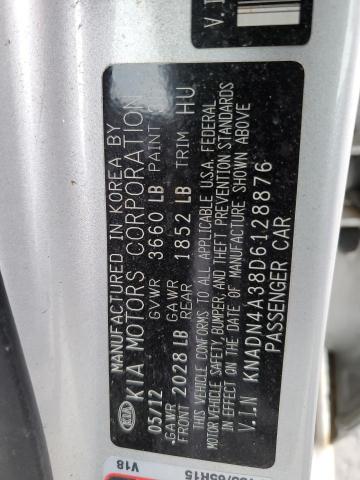 MANUFACTURED IN KOREA BY
KIA MOTORS CORPORATION
KIA
05/12 GVWR 3660 LB PAINT
GAWR GAWR
FRONT 2028 LB REAR 1852 LB TRIM HU
THIS VEHICLE CONFORMS TO ALL APPLICABLE U.S.A. FEDERAL
MOTOR VEHICLE SAFETY, BUMPER, AND THEFT PREVENTION STANDARDS
IN EFFECT ON THE DATE OF MANUFACTURE SHOWN ABOVE
V.I.N KNADN4A38D6128876
PASSENGER CAR
V.I
/65R15
V18